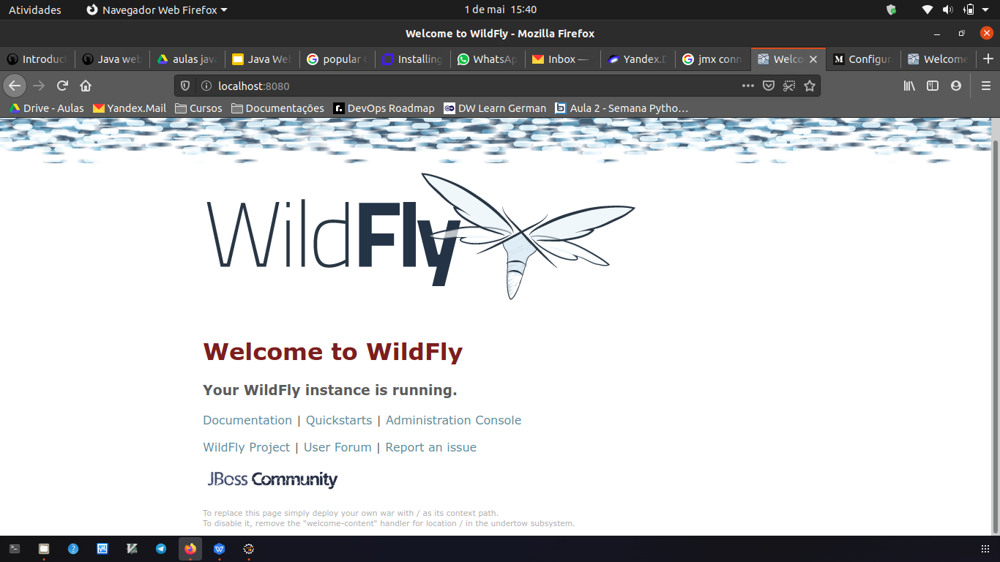 Atividades Navegador Web Firefox 1 de mai 15:40
Welcome to WildFly - Mozilla Firefox
Introduct Java web aulas java Java Web popular Installing WhatsAp Inbox — Yandex.D jmx conn Welco Configur Welcome
localhost:8080
Drive - Aulas Yandex.Mail Cursos Documentações DevOps Roadmap DW Learn German Aula 2 - Semana Pytho…
WildFly
Welcome to WildFly
Your WildFly instance is running.
Documentation | Quickstarts | Administration Console
WildFly Project | User Forum | Report an issue
JBoss Community
To replace this page simply deploy your own war with / as its context path.
To disable it, remove the "welcome-content" handler for location / in the undertow subsystem.